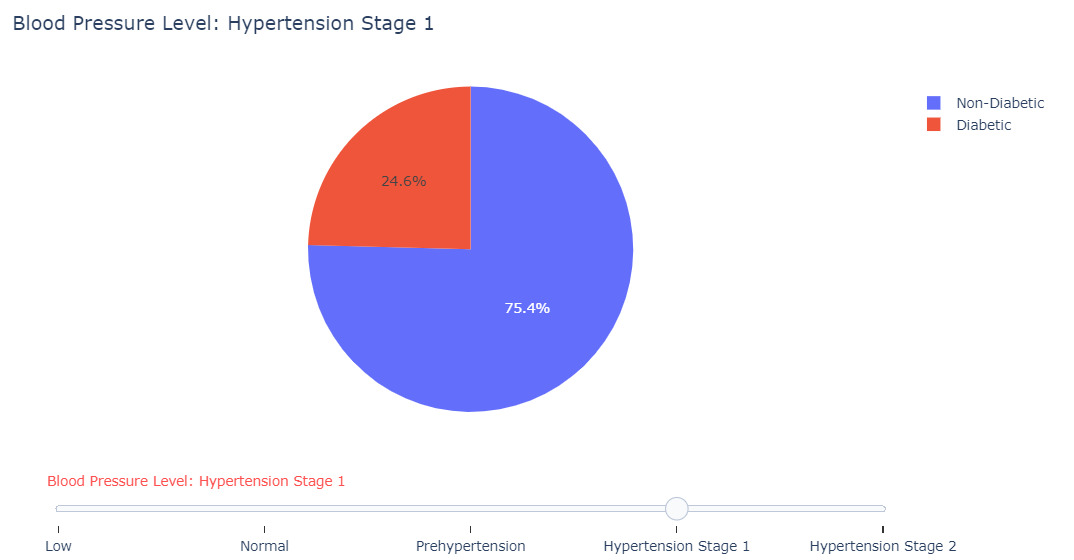 Blood Pressure Level: Hypertension Stage 1
Non-Diabetic
Diabetic
24.6%
75.4%
Blood Pressure Level: Hypertension Stage 1
Low Normal Prehypertension Hypertension Stage 1 Hypertension Stage 2